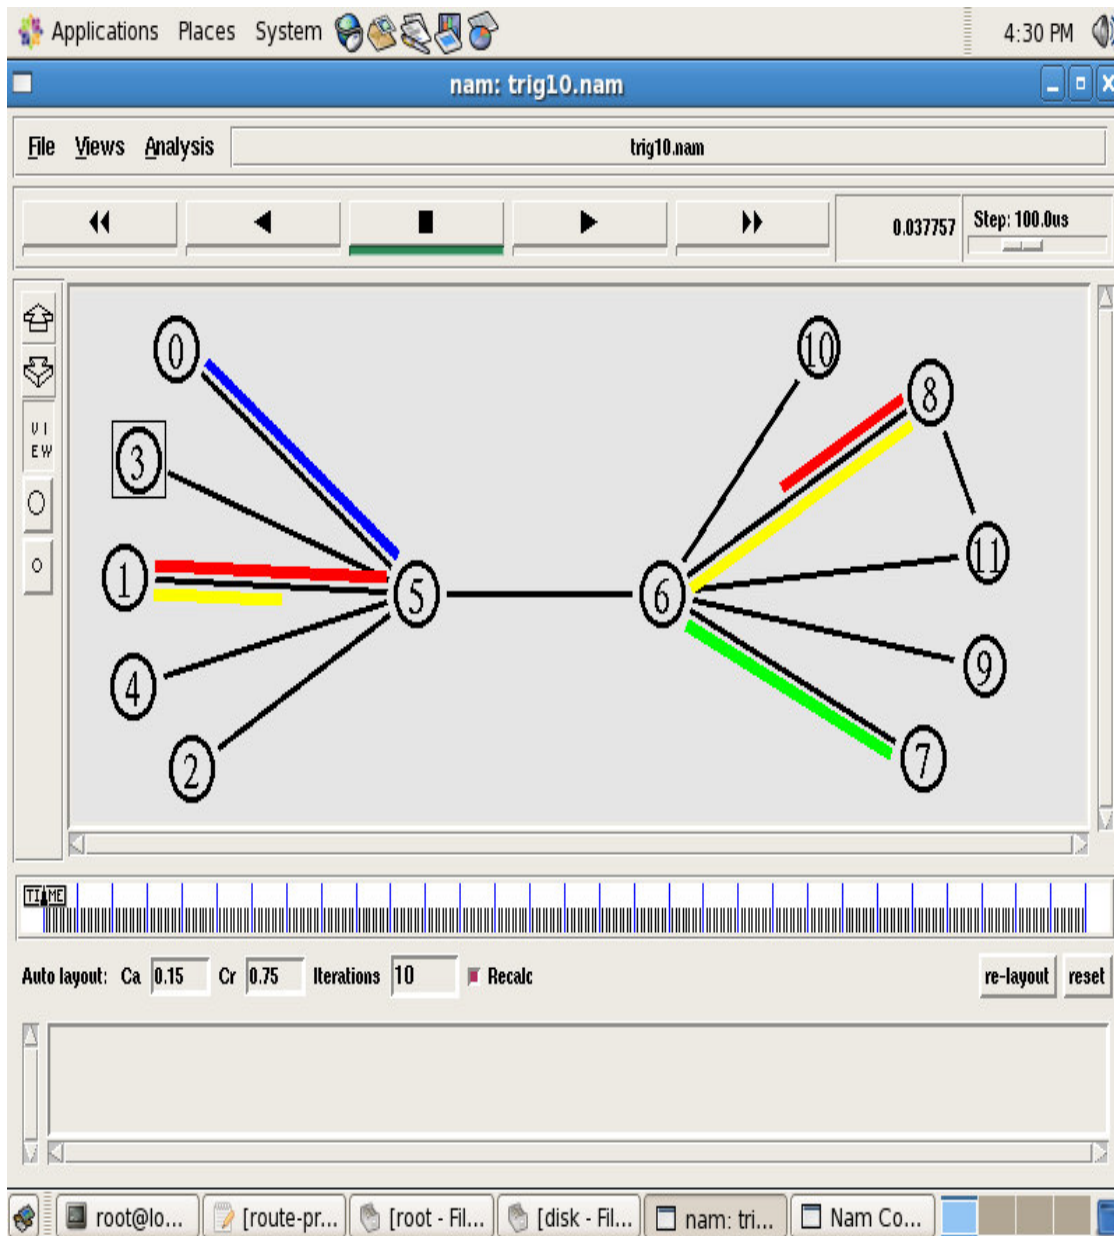 Applications Places System 4:30 PM
nam: trig10.nam
File Views Analysis trig10.nam
0.037757 Step: 100.0us
VIEW
0
10
8
3
11
1
5
6
9
4
7
2
TIME
Auto layout: Ca 0.15 Cr 0.75 Iterations 10 Recalc re-layout reset
root@lo... [route-pr... [root - Fil... [disk - Fil... nam: tri... Nam Co...